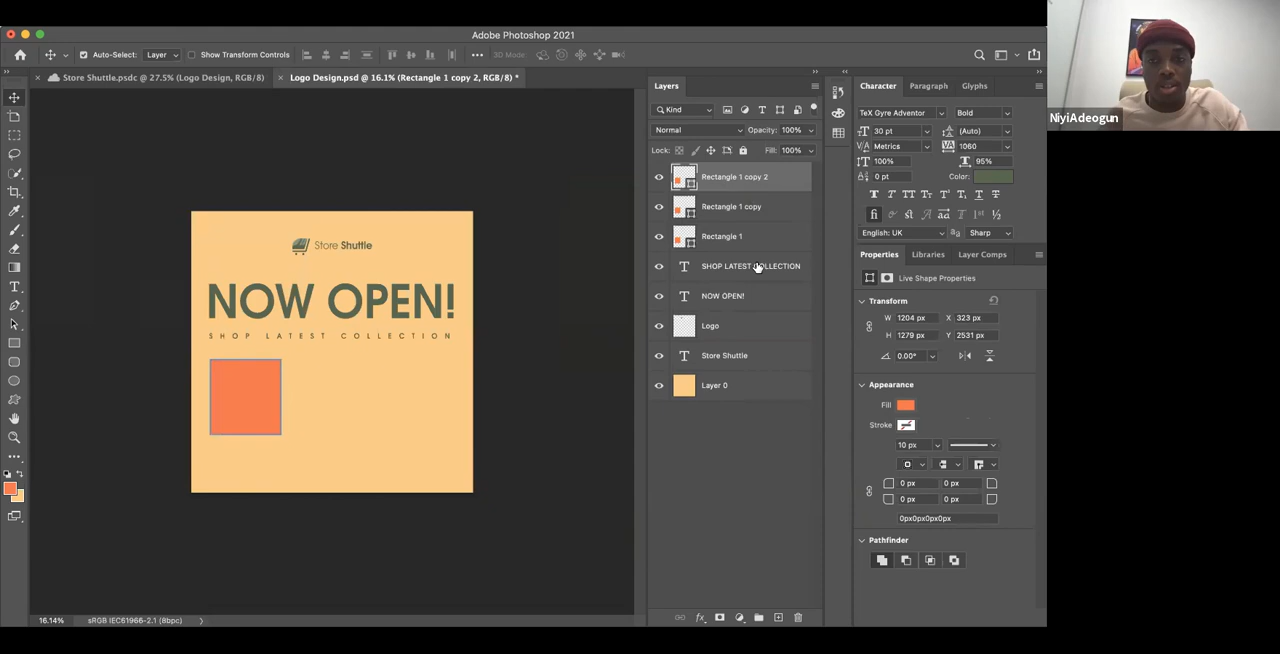 Adobe Photoshop 2021
Auto-Select: Layer Show Transform Controls 3D Mode:
Store Shuttle.psdc @ 27.5% (Logo Design, RGB/8)
Logo Design.psd @ 16.1% (Rectangle 1 copy 2, RGB/8) *
Store Shuttle
NOW OPEN!
SHOP LATEST COLLECTION
16.14% sRGB IEC61966-2.1 (8bpc)
Layers
Kind
Normal Opacity: 100%
Lock: Fill: 100%
Rectangle 1 copy 2
Rectangle 1 copy
Rectangle 1
SHOP LATEST COLLECTION
NOW OPEN!
Logo
Store Shuttle
Layer 0
Character Paragraph Glyphs
TeX Gyre Adventor Bold
30 pt (Auto)
Metrics 1060
100% 95%
0 pt Color:
English: UK Sharp
Properties Libraries Layer Comps
Live Shape Properties
Transform
W 1204 px X 323 px
H 1279 px Y 2531 px
0.00°
Appearance
Fill
Stroke
10 px
0 px 0 px
0 px 0 px
0px0px0px0px
Pathfinder
NiyiAdeogun